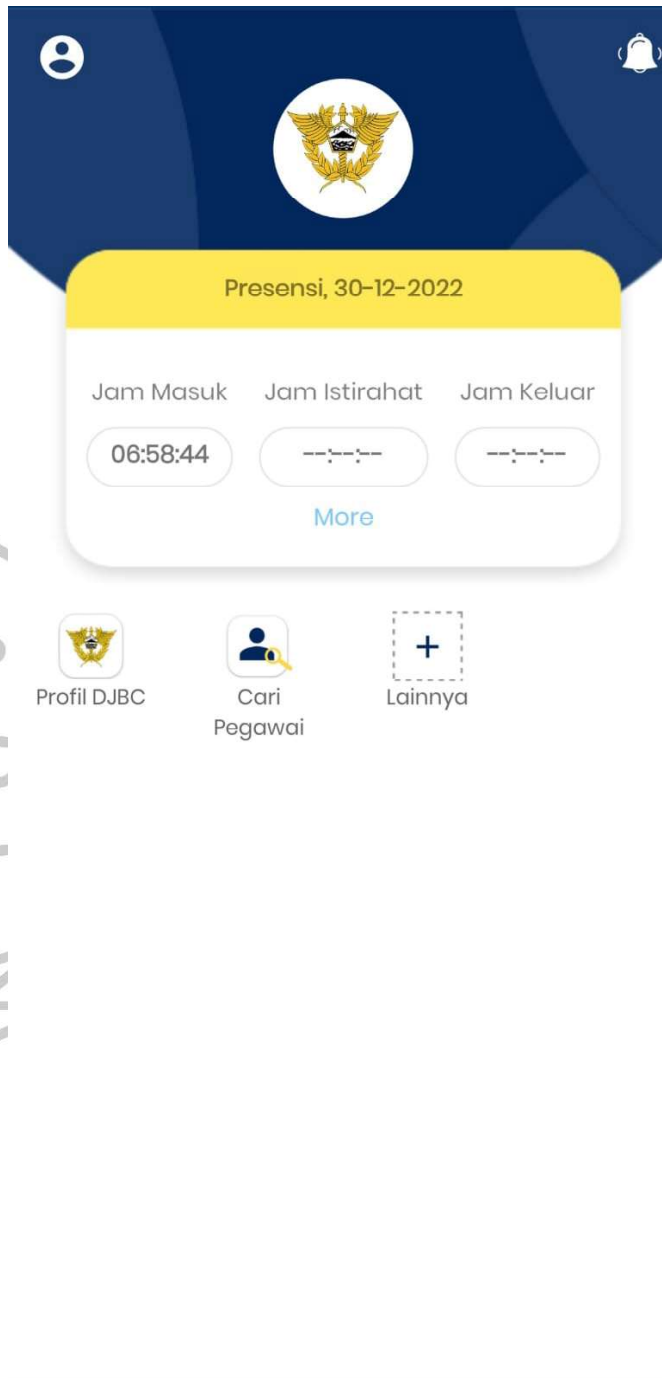 Presensi, 30-12-2022
Jam Masuk Jam Istirahat Jam Keluar
06:58:44 --:--:-- --:--:--
More
Profil DJBC Cari Lainnya
Pegawai